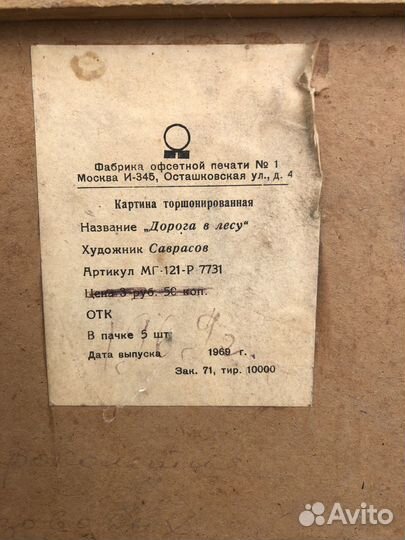 Фабрика офсетной печати № 1
Москва И-345, Осташковская ул., д. 4
Картина торшонированная
Название „Дорога в лесу"
Художник Саврасов
Артикул МГ-121-Р 7731
Цена 3 руб. 50 коп.
ОТК
В пачке 5 шт.
Дата выпуска 1969 г.
Зак. 71, тир. 10000
Avito